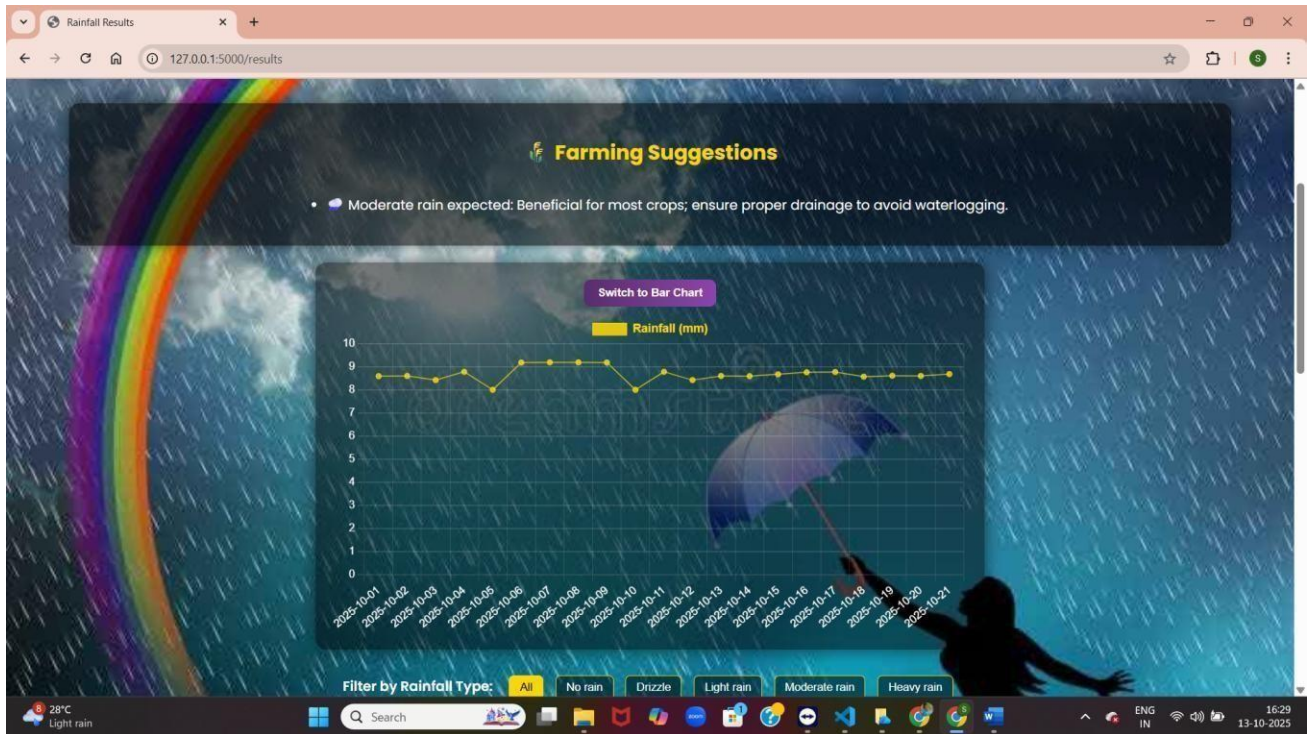 Rainfall Results
127.0.0.1:5000/results
S
Farming Suggestions
• Moderate rain expected: Beneficial for most crops; ensure proper drainage to avoid waterlogging.
Switch to Bar Chart
Rainfall (mm)
10
9
8
7
6
5
4
3
2
1
0
2025-10-01
2025-10-02
2025-10-03
2025-10-04
2025-10-05
2025-10-06
2025-10-07
2025-10-08
2025-10-09
2025-10-10
2025-10-11
2025-10-12
2025-10-13
2025-10-14
2025-10-15
2025-10-16
2025-10-17
2025-10-18
2025-10-19
2025-10-20
2025-10-21
Filter by Rainfall Type: All No rain Drizzle Light rain Moderate rain Heavy rain
8
28°C
Light rain
Search
zoom
1
ENG
IN
16:29
13-10-2025